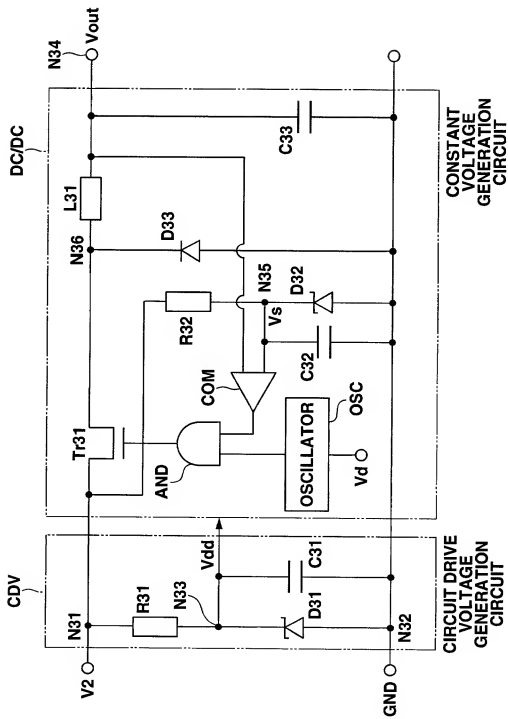 CDV
DC/DC
N34
Vout
N31
V2
Tr31
N36
L31
R31
N33
Vdd
R32
D33
C33
AND
COM
Vs
N35
D32
C32
D31
C31
OSCILLATOR
OSC
Vd
N32
GND
CIRCUIT DRIVE
VOLTAGE
GENERATION
CIRCUIT
CONSTANT
VOLTAGE
GENERATION
CIRCUIT